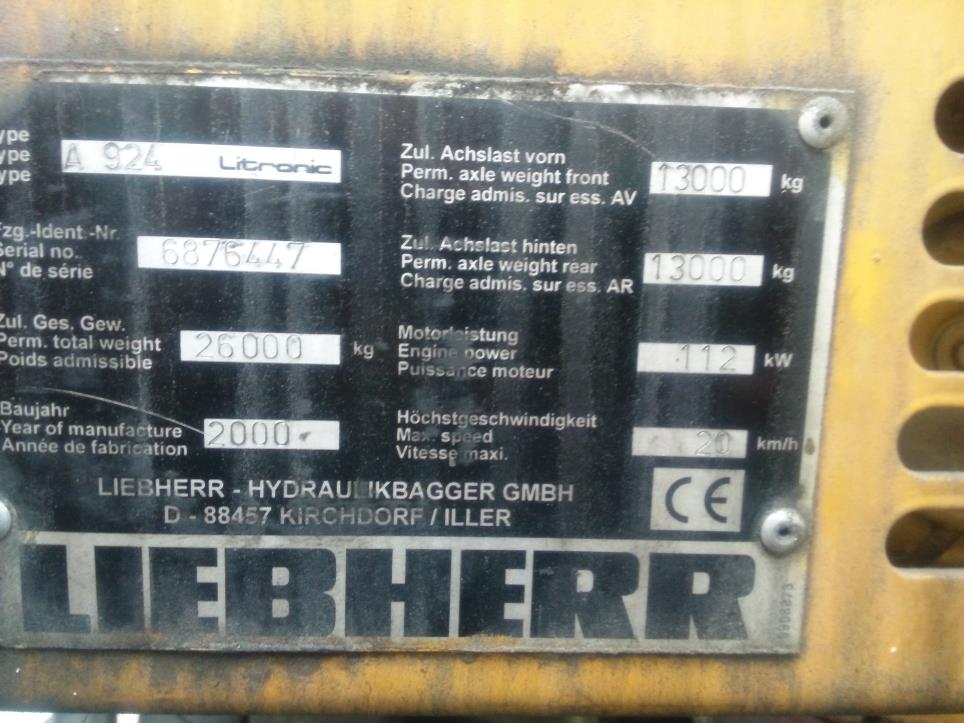 ype
ype A 924 Litronic
ype
Fzg.-Ident.-Nr.
Serial no. 6876447
N° de série
Zul. Ges. Gew.
Perm. total weight 26000 kg
Poids admissible
Baujahr
Year of manufacture 2000
Année de fabrication
Zul. Achslast vorn
Perm. axle weight front 13000 kg
Charge admis. sur ess. AV
Zul. Achslast hinten
Perm. axle weight rear 13000 kg
Charge admis. sur ess. AR
Motorleistung
Engine power 112 kW
Puissance moteur
Höchstgeschwindigkeit
Max. speed 20 km/h
Vitesse maxi.
LIEBHERR - HYDRAULIKBAGGER GMBH
D - 88457 KIRCHDORF / ILLER
CE
LIEBHERR